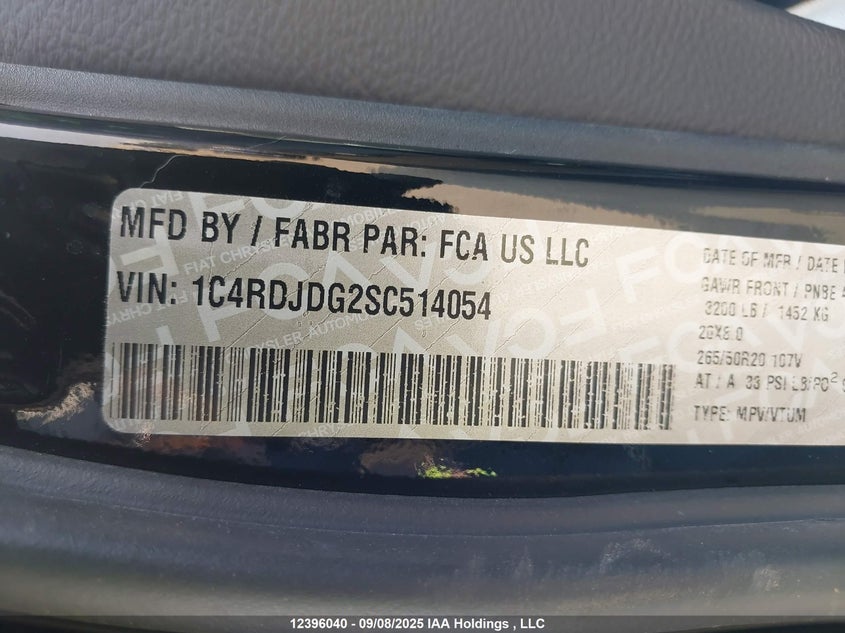 MFD BY / FABR PAR: FCA US LLC
VIN: 1C4RDJDG2SC514054
DATE OF MFR / DATE
GAWR FRONT / PNBE
3200 LB / 1452 KG
20X8.0
265/50R20 107V
AT / A 33 PSI/LB/PO²
TYPE: MPV/VTUM
12396040 - 09/08/2025 IAA Holdings , LLC